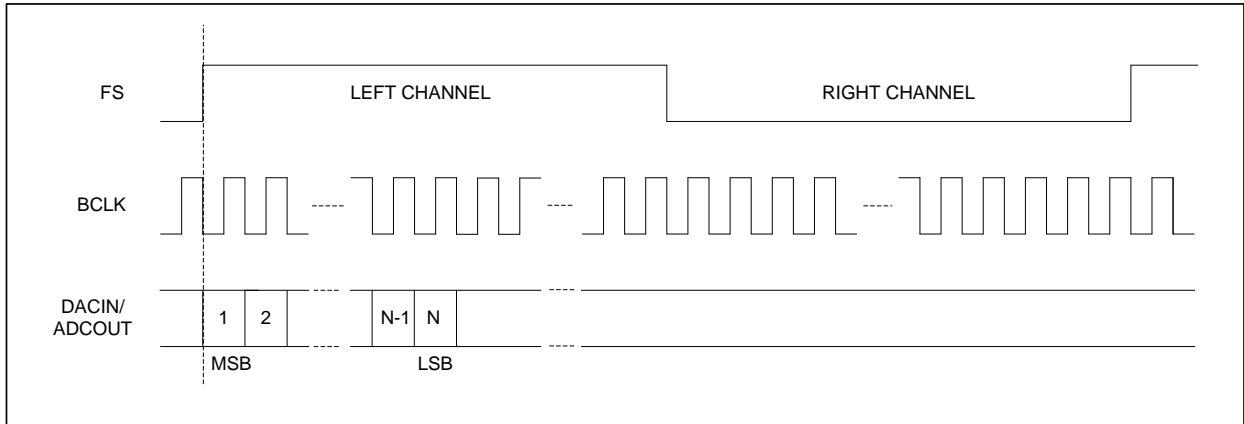 FS
LEFT CHANNEL
RIGHT CHANNEL
BCLK
DACIN/
ADCOUT
1
2
N-1
N
MSB
LSB